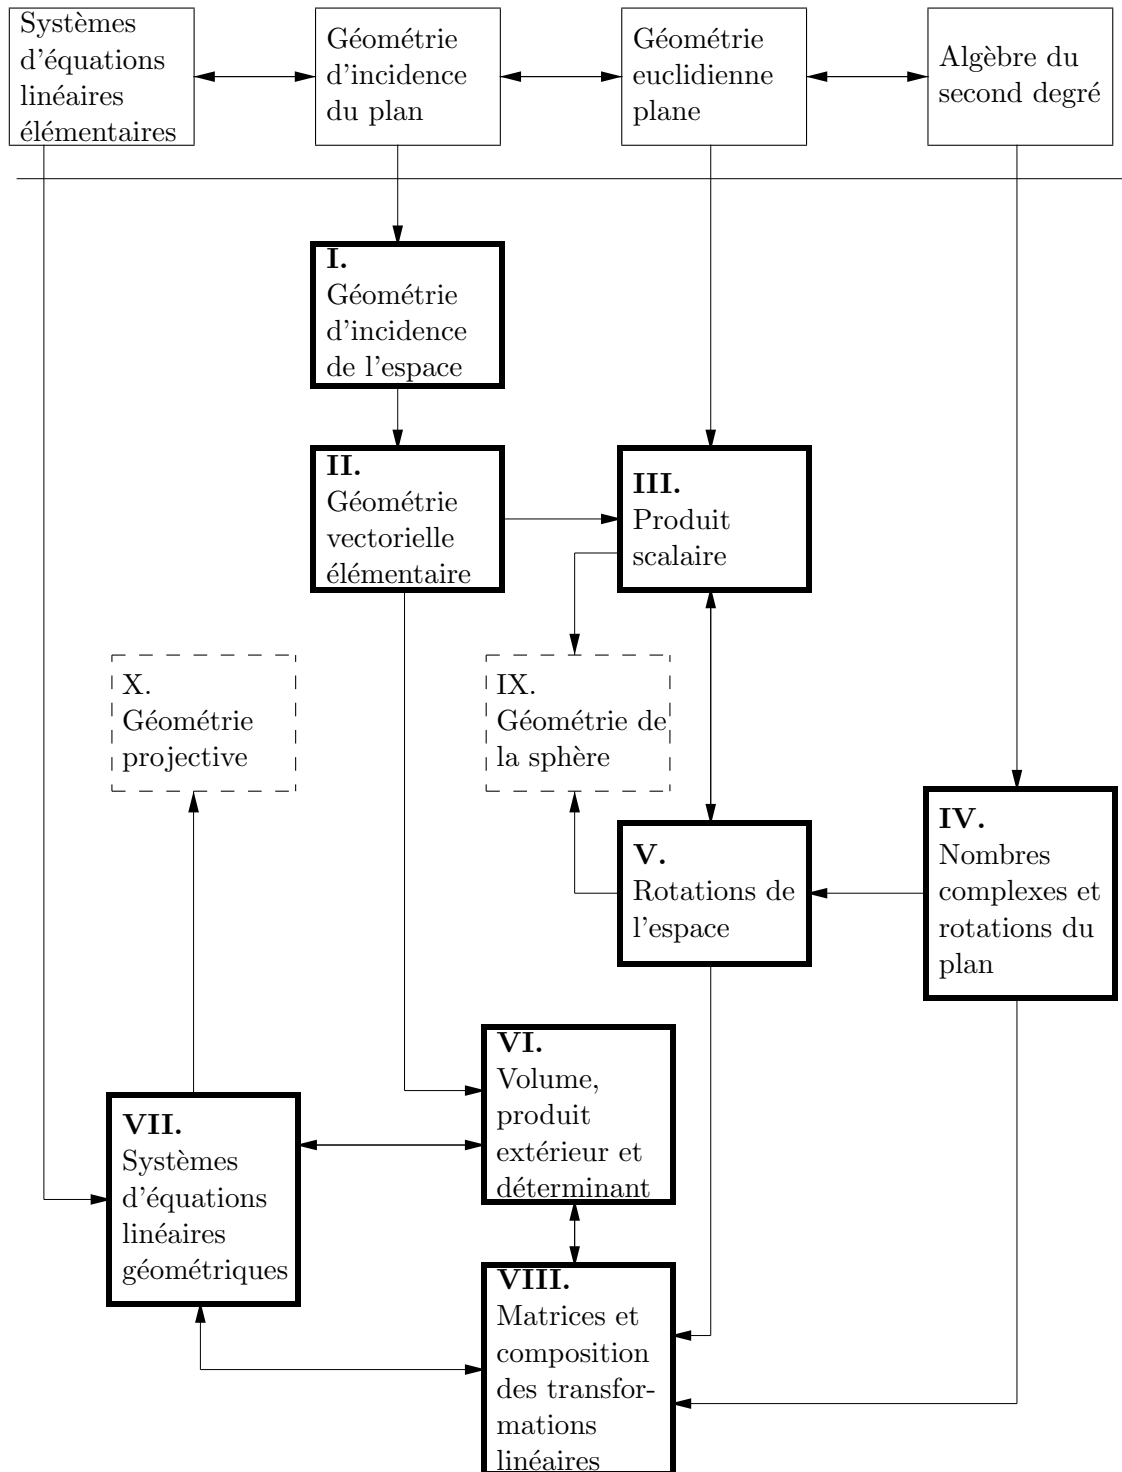 Systèmes
d'équations
linéaires
élémentaires
Géométrie
d'incidence
du plan
Géométrie
euclidienne
plane
Algèbre du
second degré
I.
Géométrie
d'incidence
de l'espace
II.
Géométrie
vectorielle
élémentaire
III.
Produit
scalaire
X.
Géométrie
projective
IX.
Géométrie de
la sphère
IV.
Nombres
complexes et
rotations du
plan
V.
Rotations de
l'espace
VI.
Volume,
produit
extérieur et
déterminant
VII.
Systèmes
d'équations
linéaires
géométriques
VIII.
Matrices et
composition
des transfor-
mations
linéaires